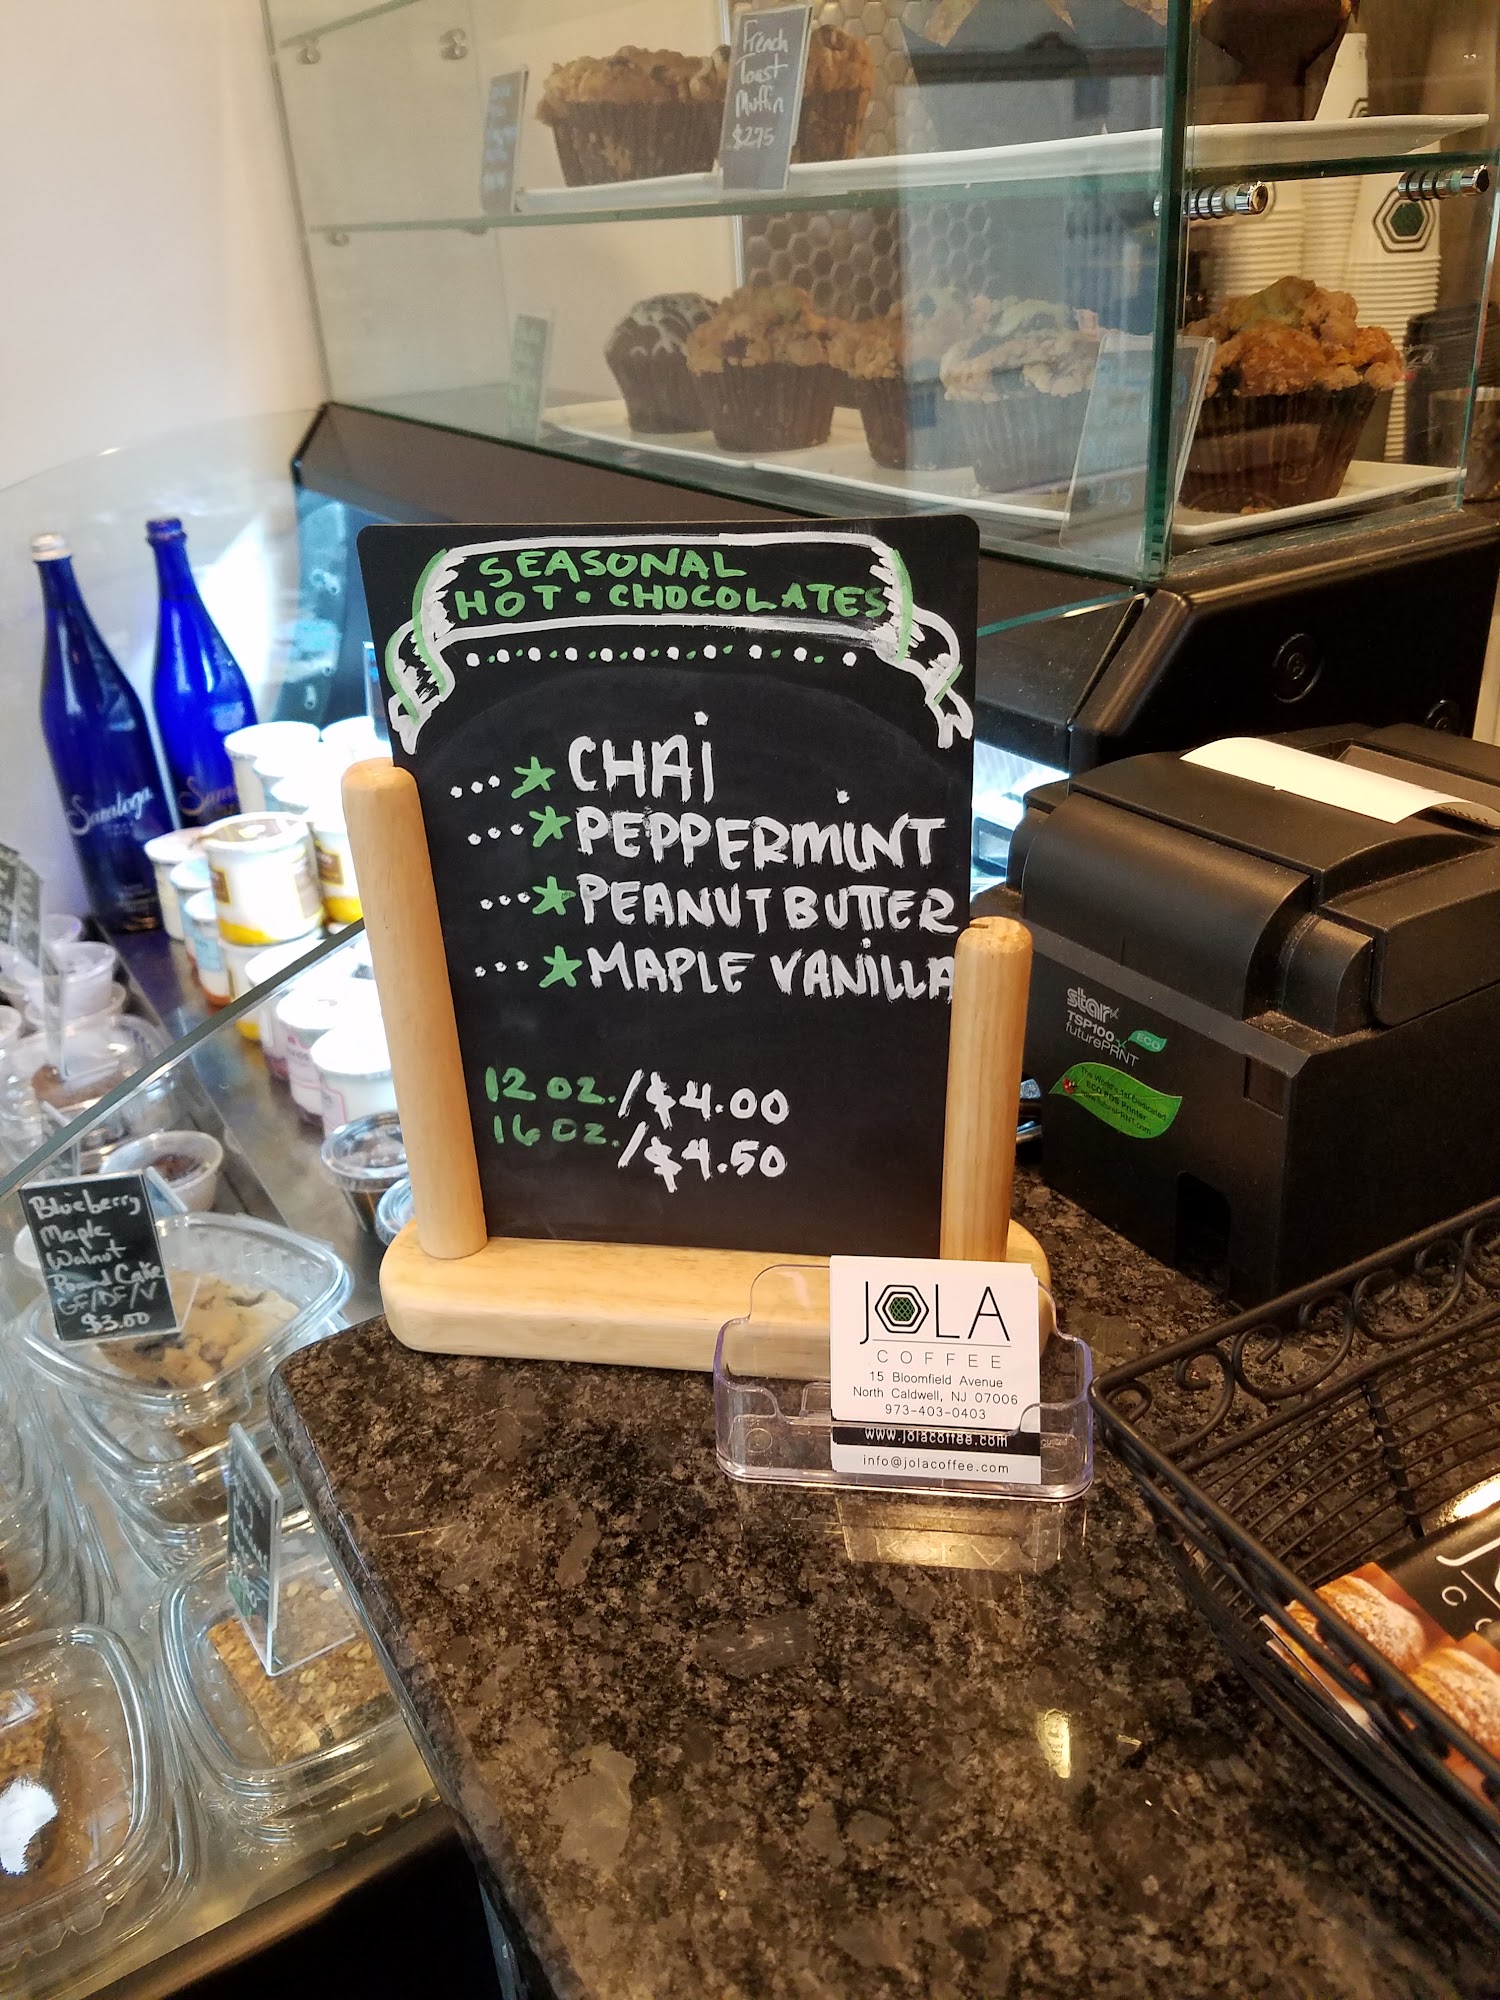 French
Toast
Muffin
$2.75
SEASONAL
HOT • CHOCOLATES
...★ CHAI
...★ PEPPERMINT
...★ PEANUT BUTTER
...★ MAPLE VANILLA
12 oz. /$4.00
16 oz. /$4.50
Saratoga
Blueberry
Maple
Walnut
Pound Cake
GF/DF/V
$3.00
star
TSP100
futurePRNT
ECO
JOLA
COFFEE
15 Bloomfield Avenue
North Caldwell, NJ 07006
973-403-0403
www.jolacoffee.com
info@jolacoffee.com